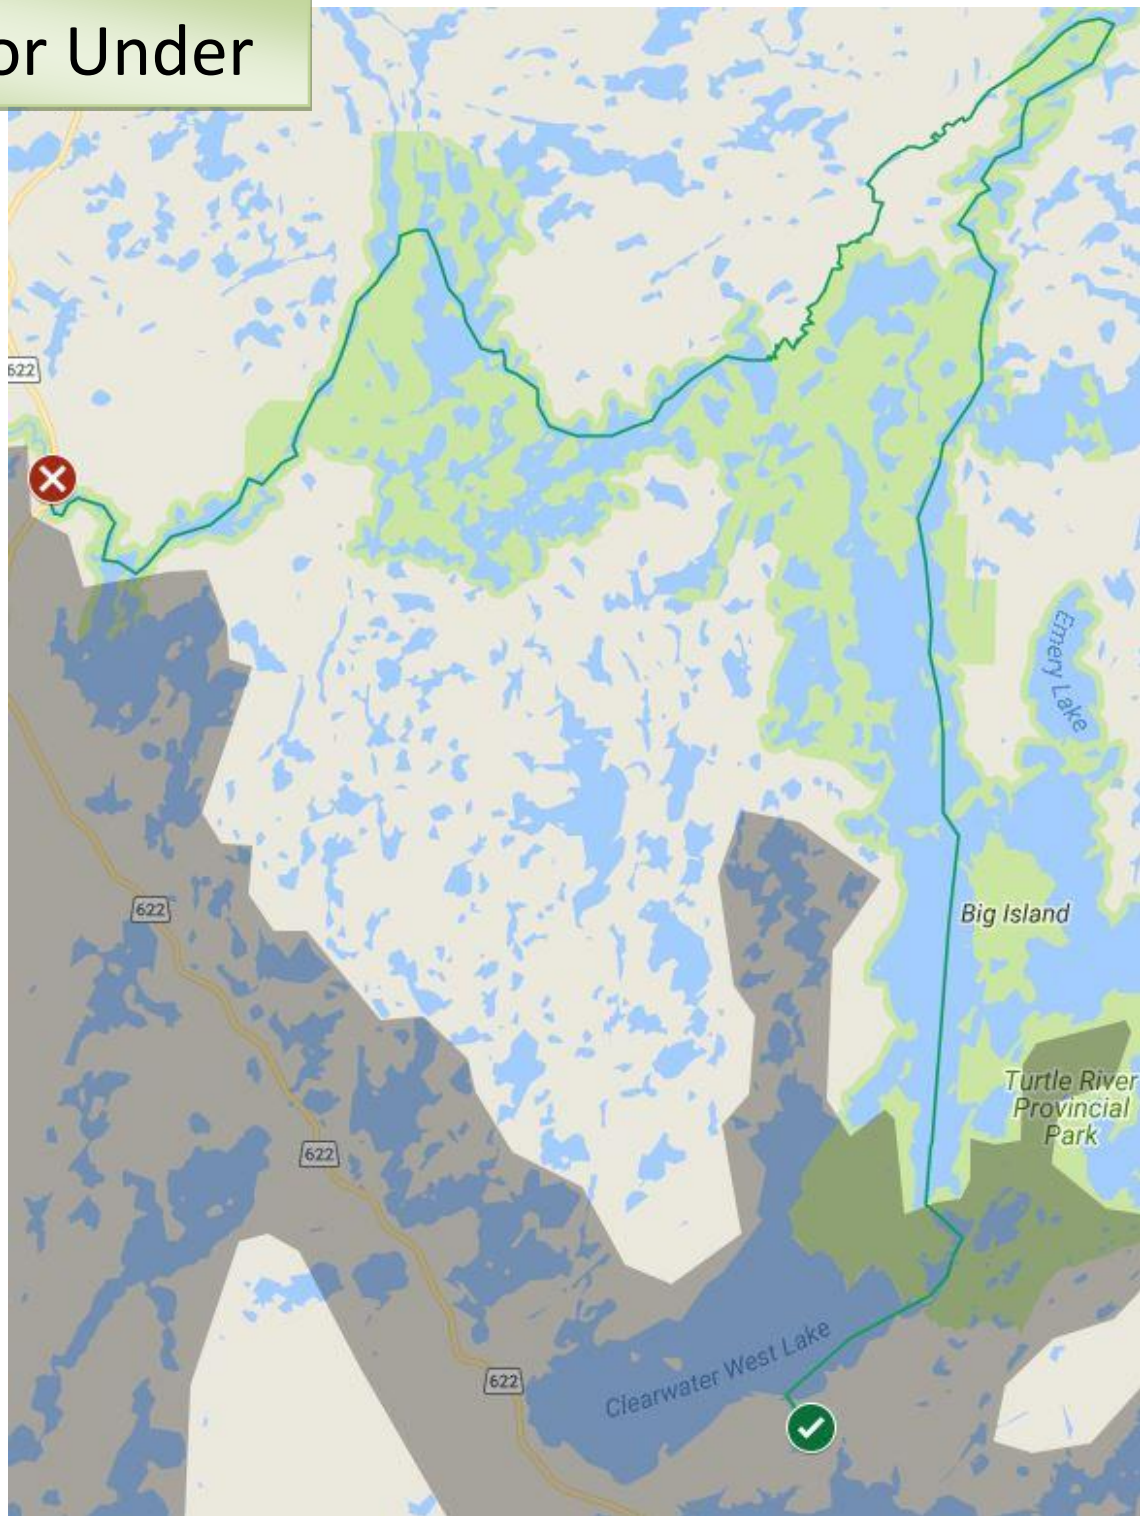 or Under
622
Emery Lake
622
Big Island
Turtle River
Provincial
Park
622
Clearwater West Lake
622